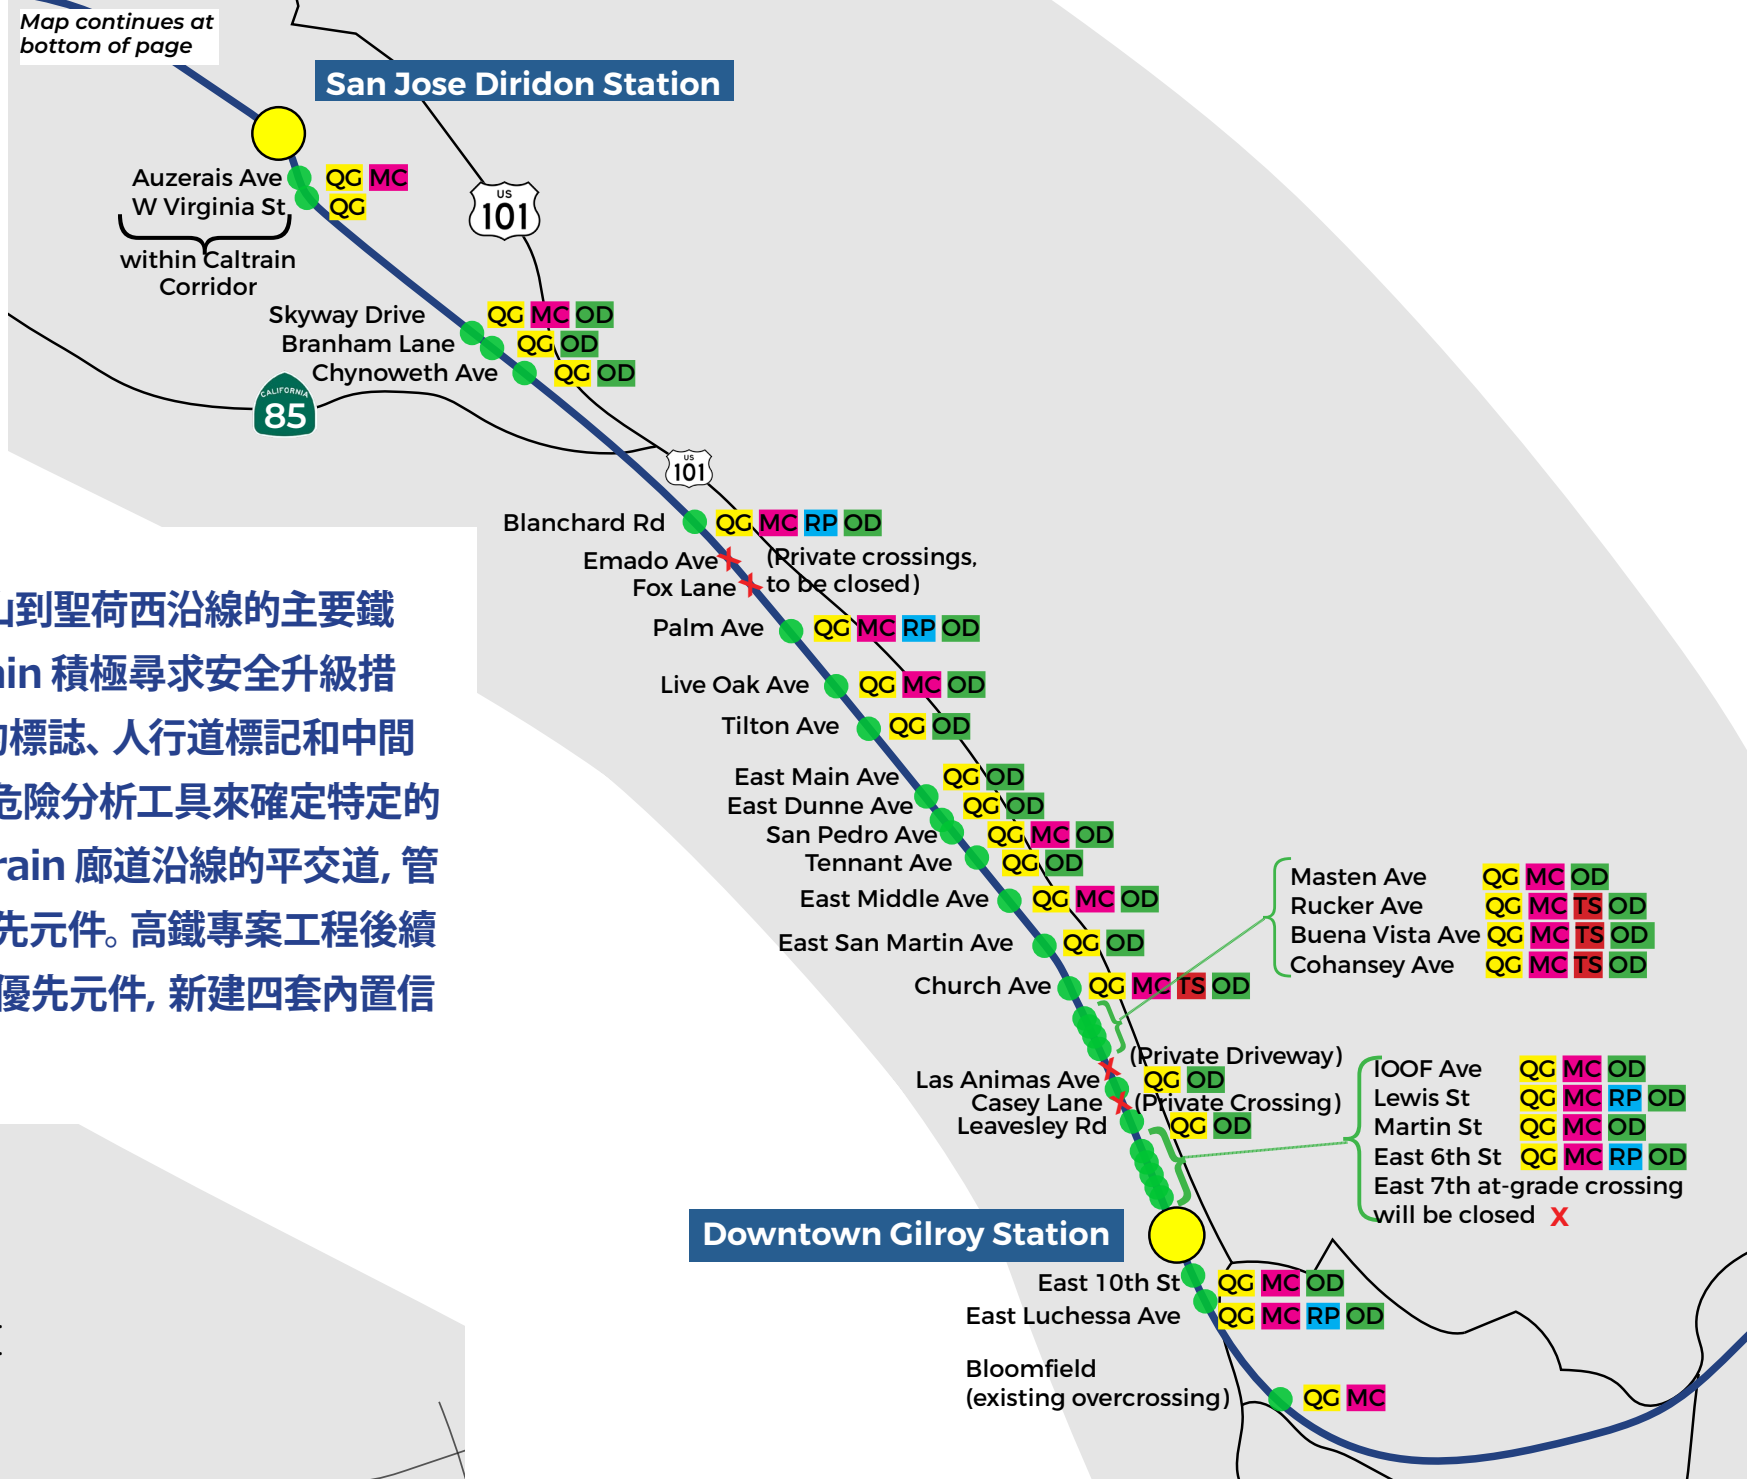 Map continues at
bottom of page
San Jose Diridon Station
Auzerais Ave QG MC
W Virginia St QG
within Caltrain
Corridor
US
101
Skyway Drive QG MC OD
Branham Lane QG OD
Chynoweth Ave QG OD
CALIFORNIA
85
US
101
Blanchard Rd QG MC RP OD
Emado Ave (Private crossings,
Fox Lane to be closed)
Palm Ave QG MC RP OD
Live Oak Ave QG MC OD
Tilton Ave QG OD
East Main Ave QG OD
East Dunne Ave QG OD
San Pedro Ave QG MC OD
Tennant Ave QG OD
East Middle Ave QG MC OD
East San Martin Ave QG OD
Church Ave QG MC TS OD
Masten Ave QG MC OD
Rucker Ave QG MC TS OD
Buena Vista Ave QG MC TS OD
Cohansey Ave QG MC TS OD
(Private Driveway)
Las Animas Ave QG OD
Casey Lane (Private Crossing)
Leavesley Rd QG OD
IOOF Ave QG MC OD
Lewis St QG MC RP OD
Martin St QG MC OD
East 6th St QG MC RP OD
East 7th at-grade crossing
will be closed X
Downtown Gilroy Station
East 10th St QG MC OD
East Luchessa Ave QG MC RP OD
Bloomfield
(existing overcrossing) QG MC
山到聖荷西沿線的主要鐵
in 積極尋求安全升級措
的標誌、人行道標記和中間
危險分析工具來確定特定的
rain 廊道沿線的平交道, 管
先元件。高鐵專案工程後續
優先元件, 新建四套內置信